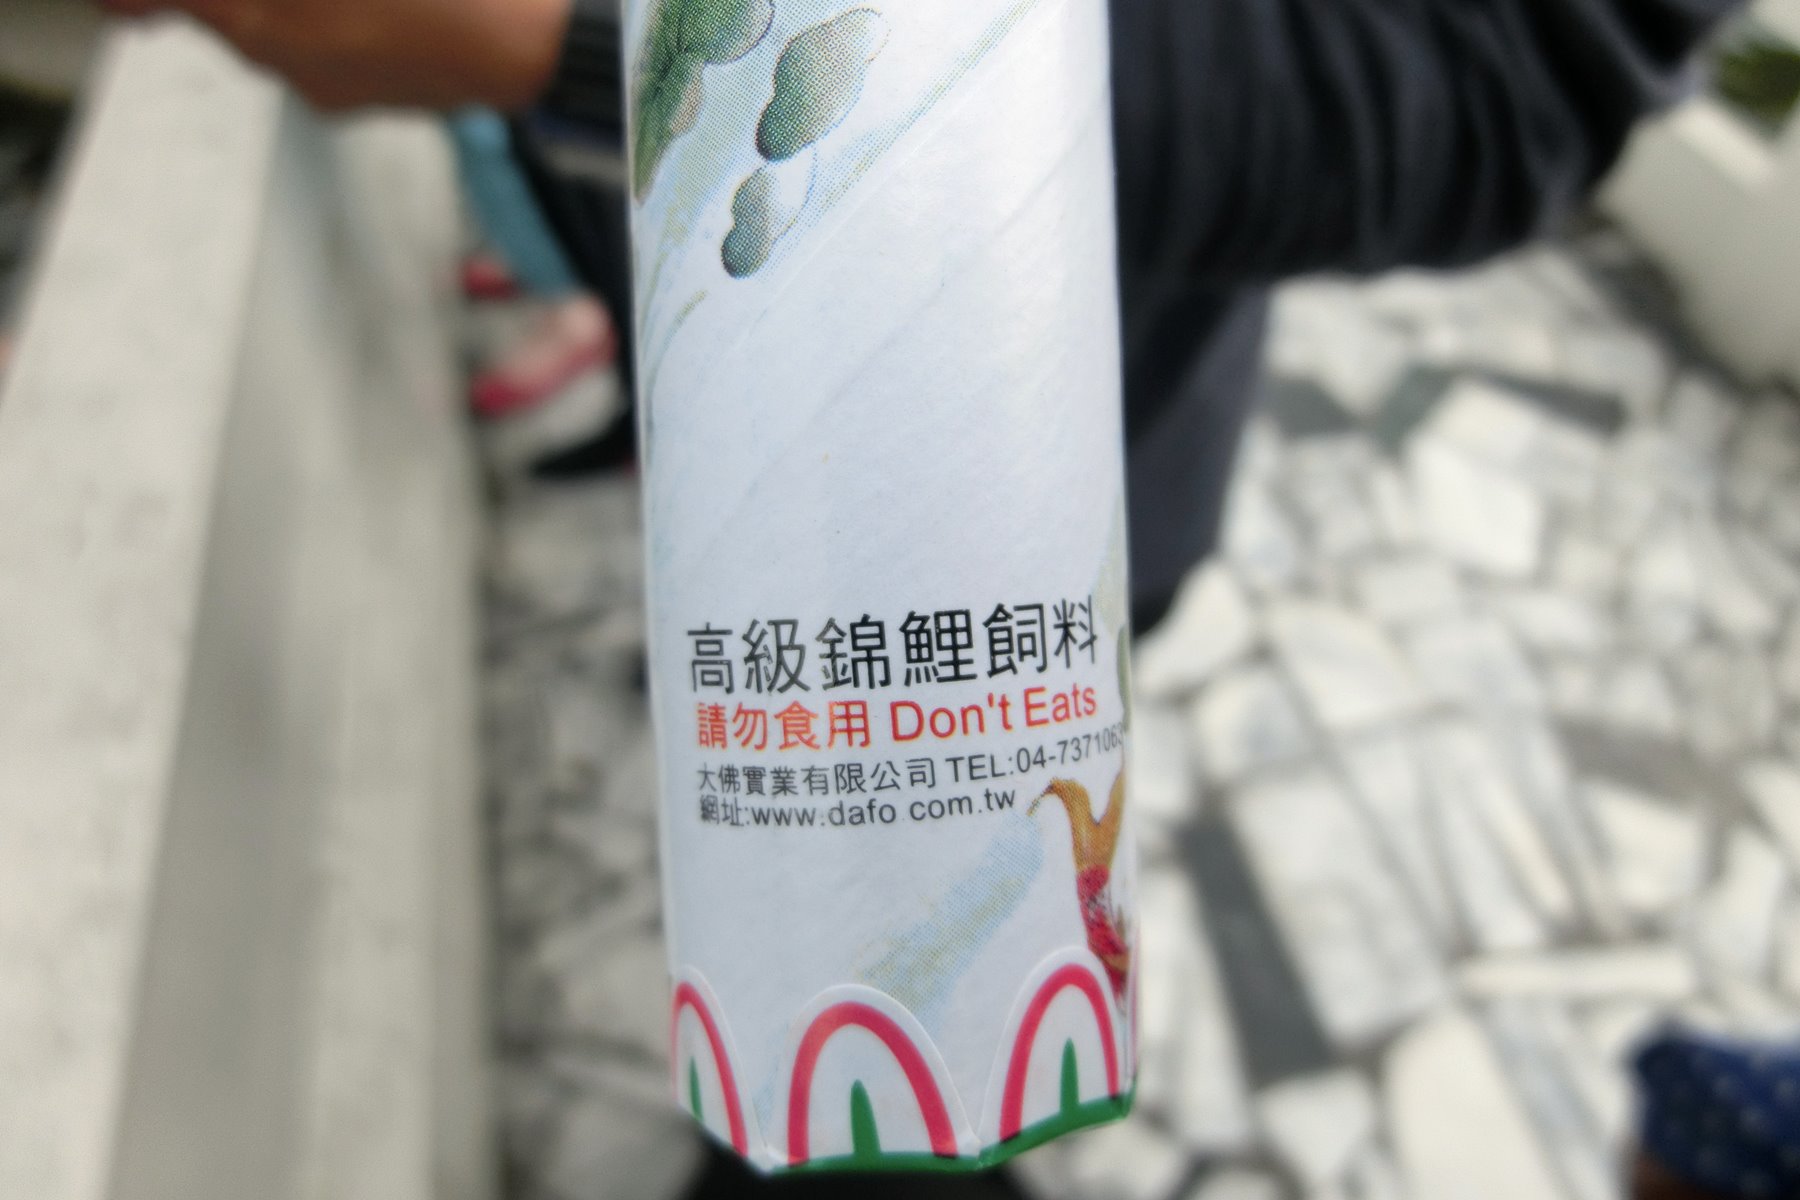 高級錦鯉飼料
請勿食用 Don't Eats
大佛實業有限公司 TEL:04-7371063
網址:www.dafo.com.tw